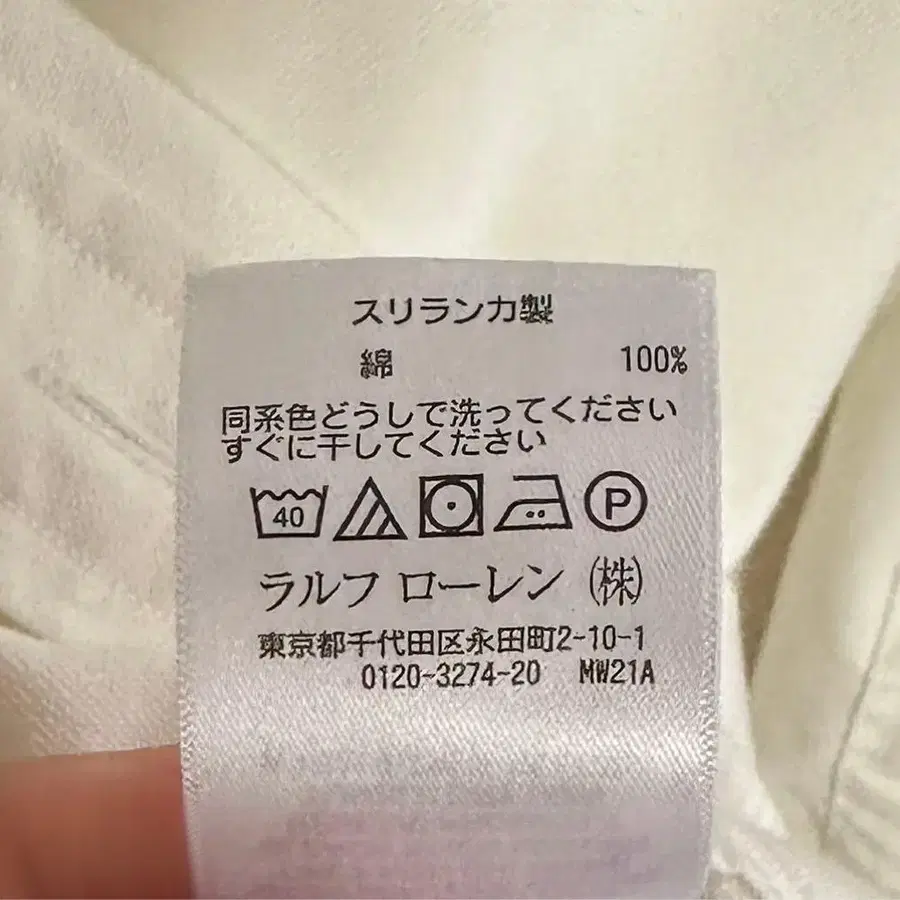 スリランカ製
綿 100%
同系色どうしで洗ってください
すぐに干してください
40 P
ラルフ ローレン ㈱
東京都千代田区永田町2-10-1
0120-3274-20 MW21A